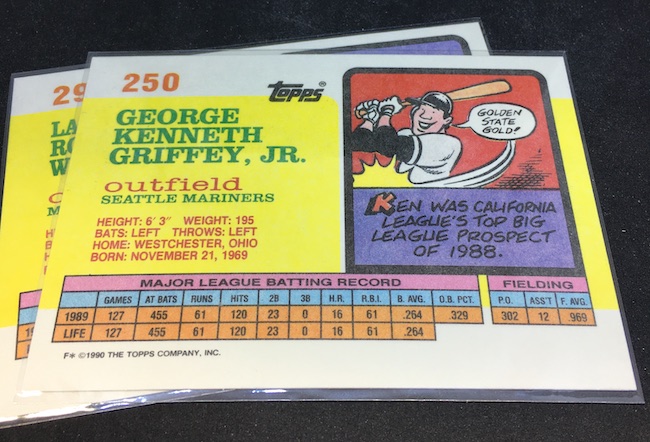 29
LA
RO
W
250
Topps®
GEORGE
KENNETH
GRIFFEY, JR.
outfield
SEATTLE MARINERS
HEIGHT: 6' 3" WEIGHT: 195
BATS: LEFT THROWS: LEFT
HOME: WESTCHESTER, OHIO
BORN: NOVEMBER 21, 1969
GOLDEN
STATE
GOLD!
KEN WAS CALIFORNIA
LEAGUE'S TOP BIG
LEAGUE PROSPECT
OF 1988.
MAJOR LEAGUE BATTING RECORD FIELDING
GAMES AT BATS RUNS HITS 2B 3B H.R. R.B.I. B. AVG. O.B. PCT. P.O. ASS'T F. AVG.
1989 127 455 61 120 23 0 16 61 .264 .329 302 12 .969
LIFE 127 455 61 120 23 0 16 61 .264
F* ©1990 THE TOPPS COMPANY, INC.